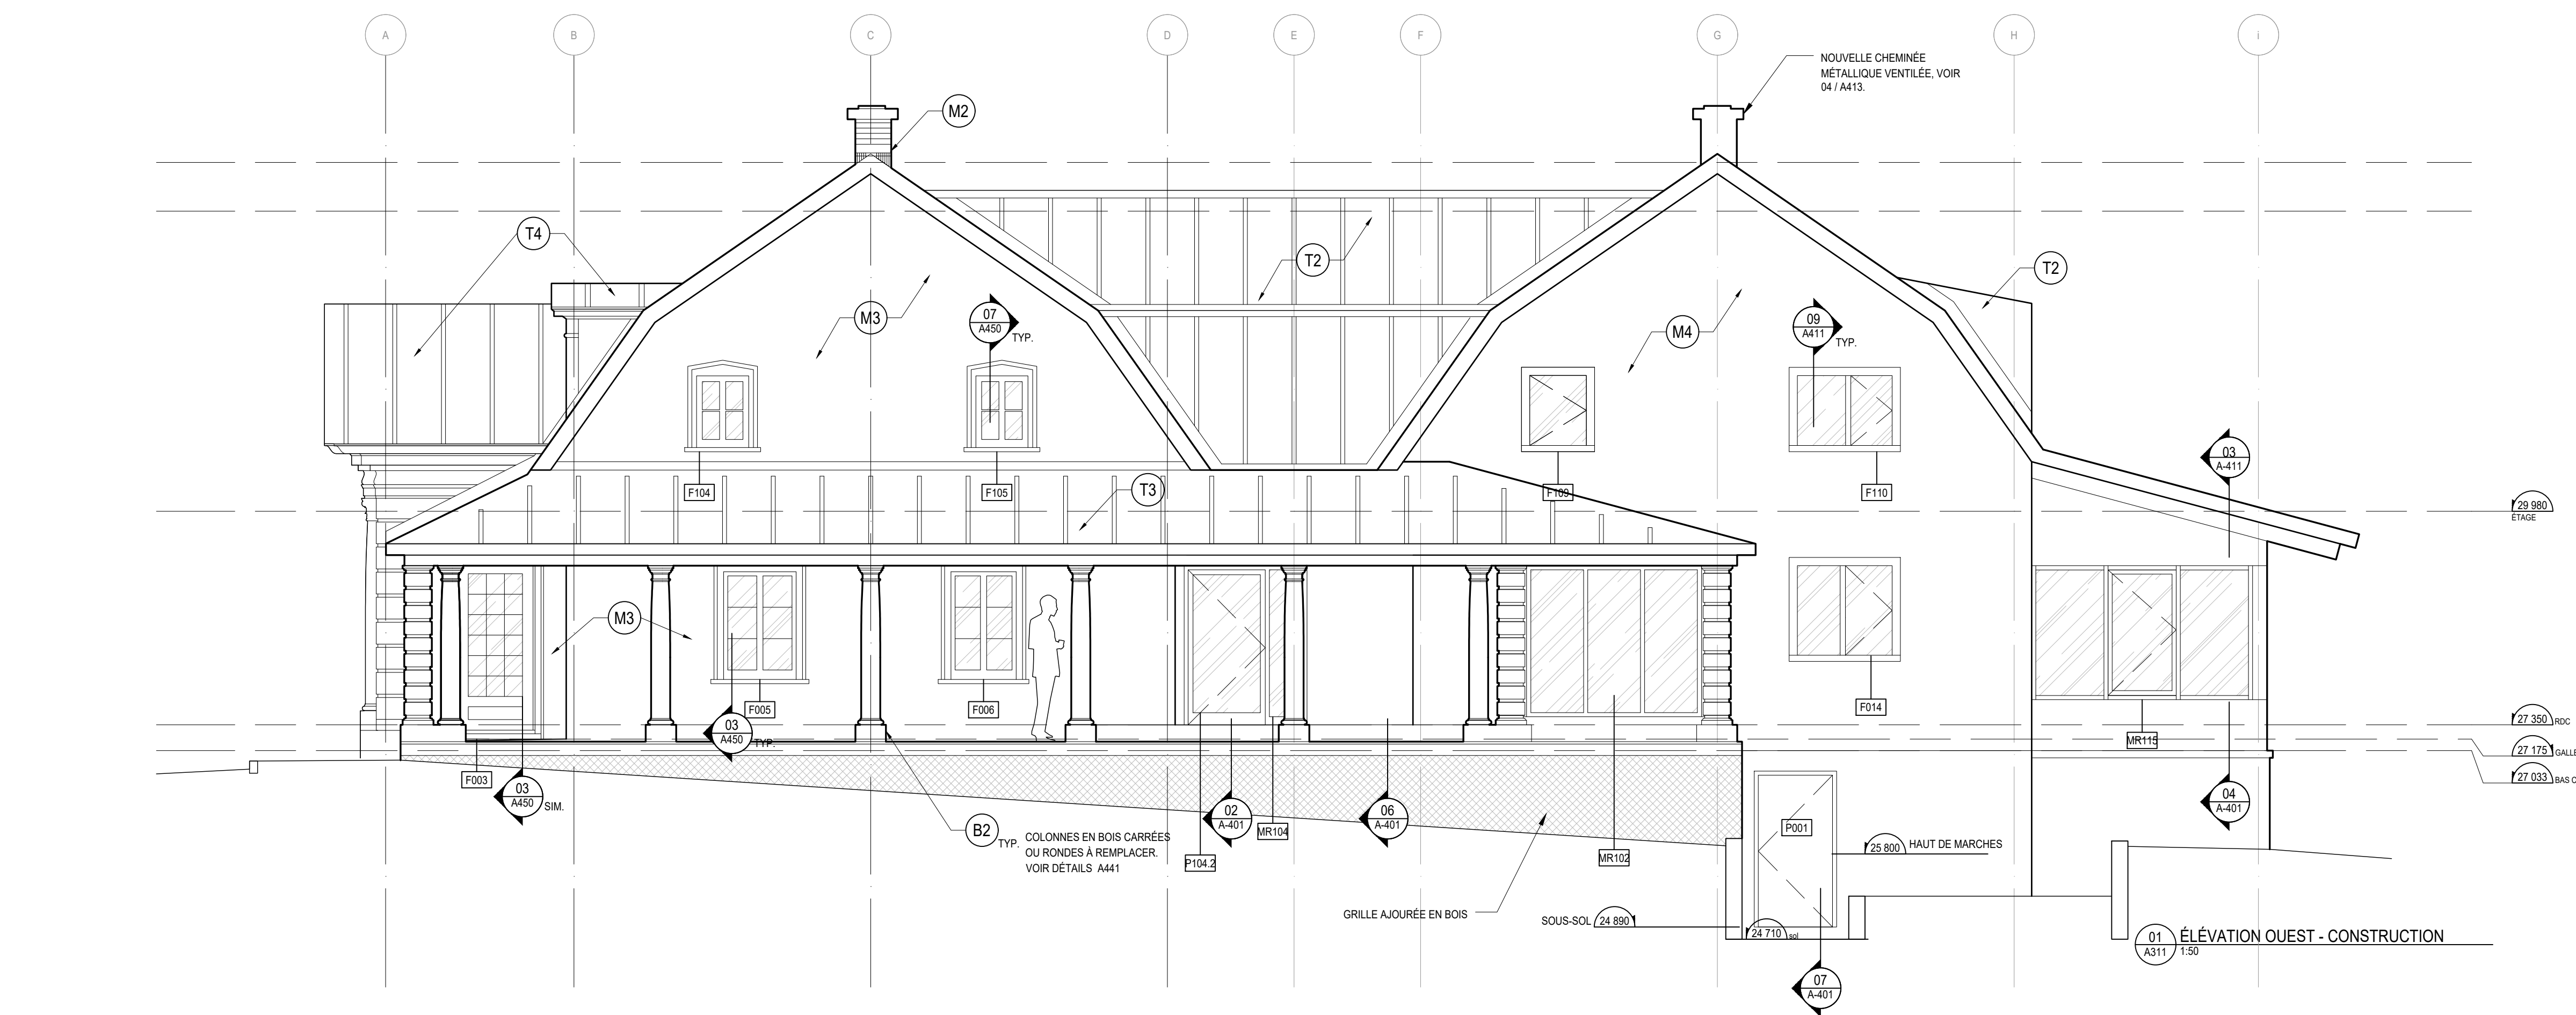 A B C D E F G H i
NOUVELLE CHEMINÉE
MÉTALLIQUE VENTILÉE, VOIR
04 / A413.
M2
T4
T2
T2
M3
07
A450
TYP.
M4
09
A411
TYP.
03
A-411
F104
F105
T3
F109
F110
29 980
ÉTAGE
M3
F005
F006
F014
03
A450
TYP.
27 350 RDC
MR115
27 175
27 033
F003
03
A450
SIM.
B2
TYP.
COLONNES EN BOIS CARRÉES
OU RONDES À REMPLACER.
VOIR DÉTAILS A441
02
A-401
MR104
P104.2
06
A-401
MR102
04
A-401
P001
25 800 HAUT DE MARCHES
GRILLE AJOURÉE EN BOIS
SOUS-SOL 24 890
24 710 sol
07
A-401
01
A311
ÉLÉVATION OUEST - CONSTRUCTION
1:50